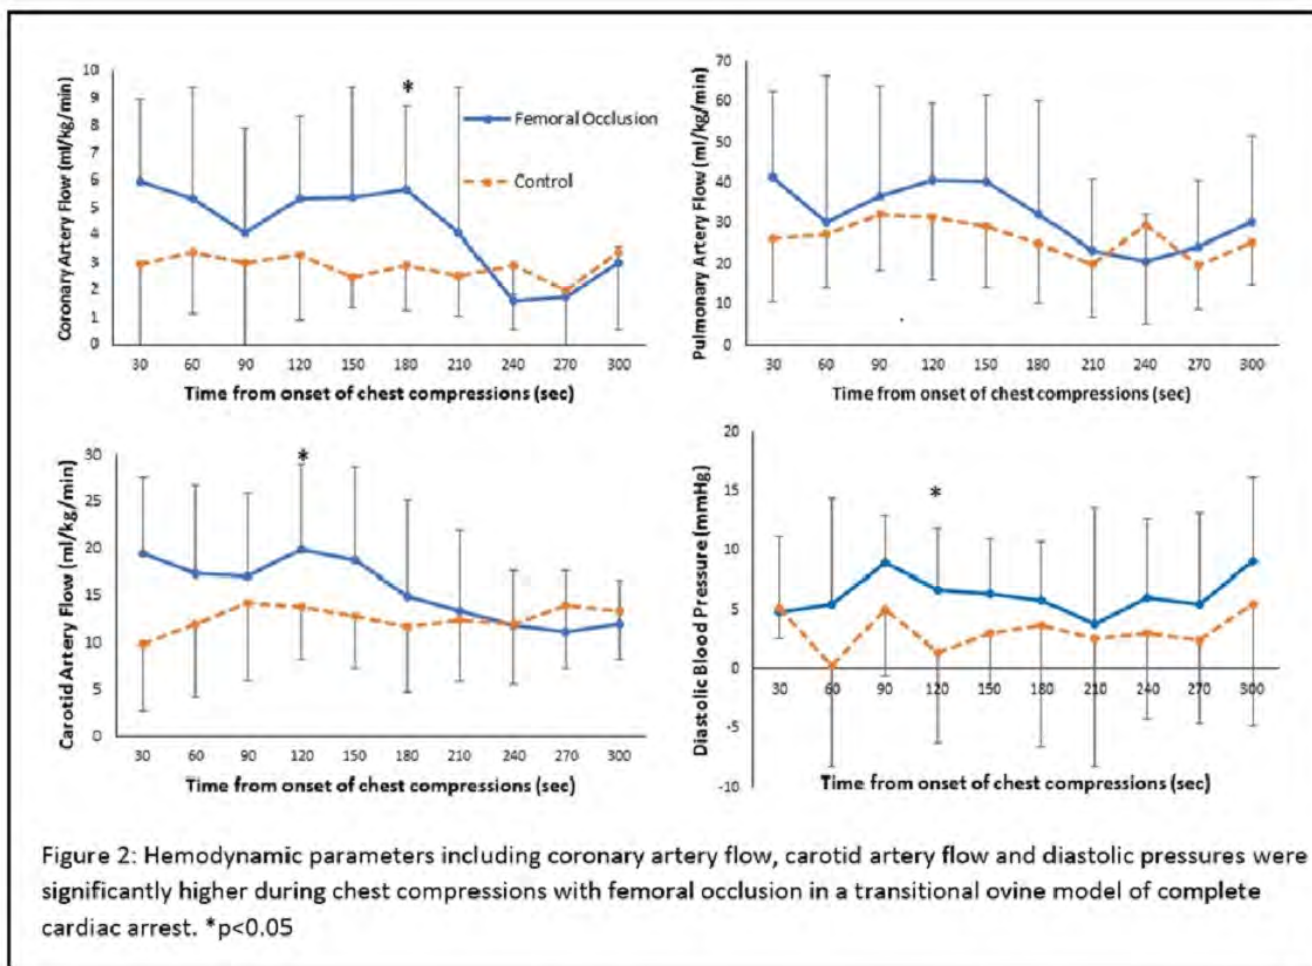 Coronary Artery Flow (ml/kg/min)
10
9
8
7
6
5
4
3
2
1
0
*
Femoral Occlusion
Control
30 60 90 120 150 180 210 240 270 300
Time from onset of chest compressions (sec)
Pulmonary Artery Flow (ml/kg/min)
70
60
50
40
30
20
10
0
30 60 90 120 150 180 210 240 270 300
Time from onset of chest compressions (sec)
Carotid Artery Flow (ml/kg/min)
30
25
20
15
10
5
0
*
30 60 90 120 150 180 210 240 270 300
Time from onset of chest compressions (sec)
Diastolic Blood Pressure (mmHg)
20
15
10
5
0
-5
-10
*
30 60 90 120 150 180 210 240 270 300
Time from onset of chest compressions (sec)
Figure 2: Hemodynamic parameters including coronary artery flow, carotid artery flow and diastolic pressures were
significantly higher during chest compressions with femoral occlusion in a transitional ovine model of complete
cardiac arrest. *p<0.05